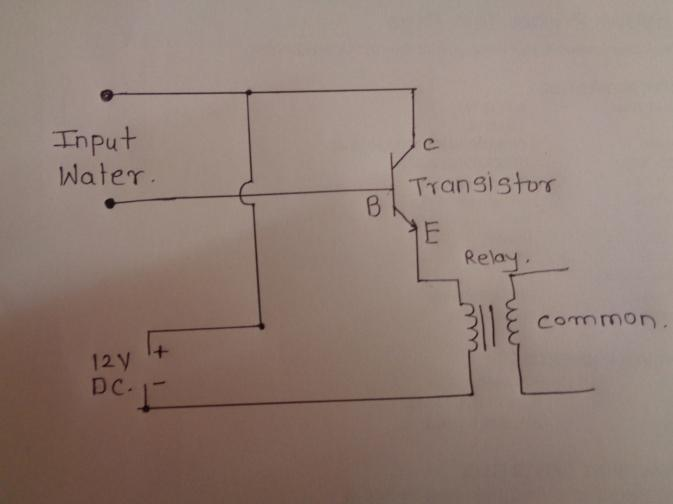 Input
Water.
C
Transistor
B
E
Relay.
common.
12V
+
DC.
-